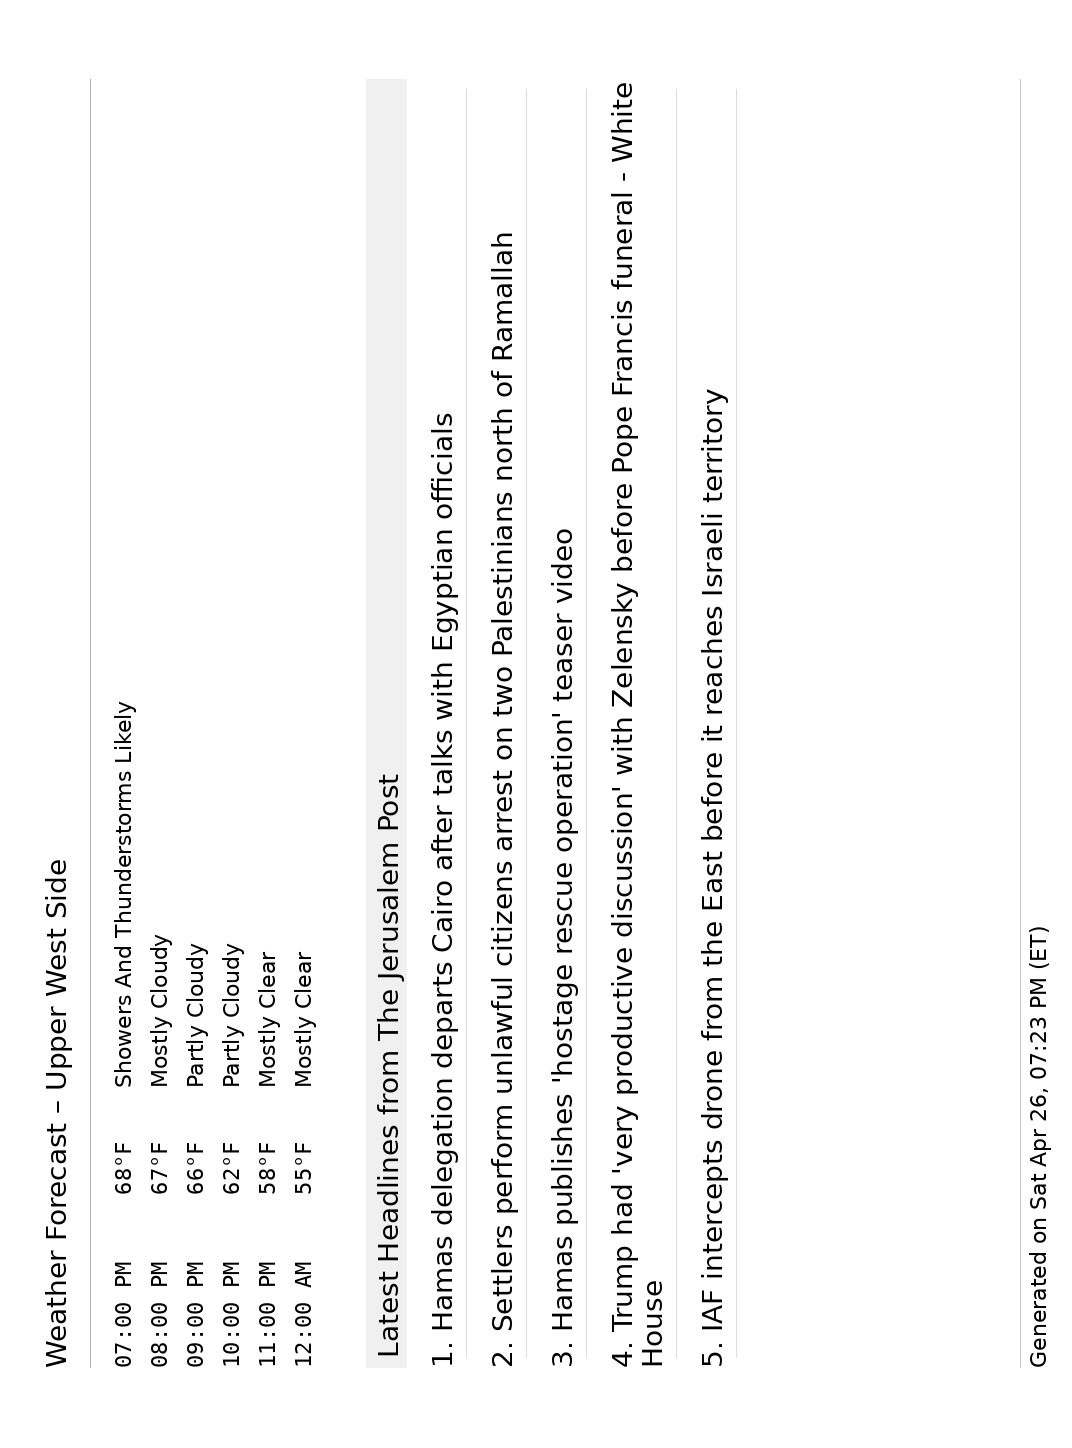 Weather Forecast – Upper West Side
07:00 PM 68°F Showers And Thunderstorms Likely
08:00 PM 67°F Mostly Cloudy
09:00 PM 66°F Partly Cloudy
10:00 PM 62°F Partly Cloudy
11:00 PM 58°F Mostly Clear
12:00 AM 55°F Mostly Clear
Latest Headlines from The Jerusalem Post
1. Hamas delegation departs Cairo after talks with Egyptian officials
2. Settlers perform unlawful citizens arrest on two Palestinians north of Ramallah
3. Hamas publishes 'hostage rescue operation' teaser video
4. Trump had 'very productive discussion' with Zelensky before Pope Francis funeral - White
House
5. IAF intercepts drone from the East before it reaches Israeli territory
Generated on Sat Apr 26, 07:23 PM (ET)